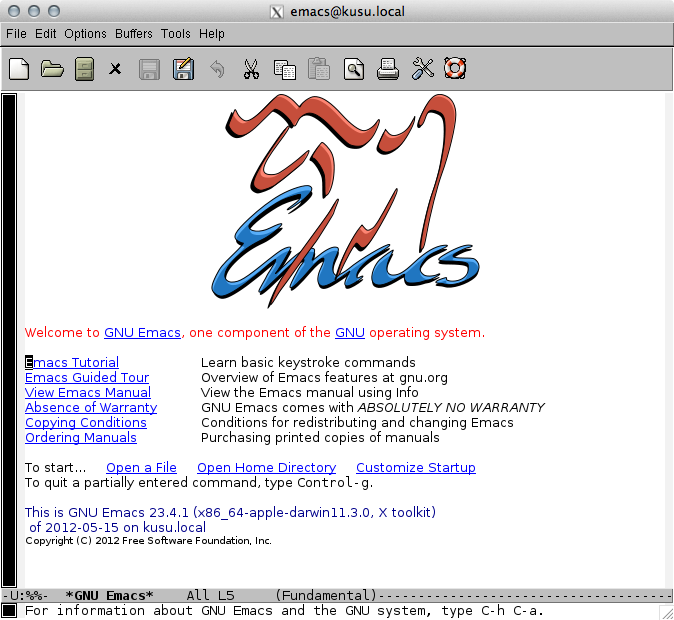 emacs@kusu.local
File Edit Options Buffers Tools Help
Emacs
Welcome to GNU Emacs, one component of the GNU operating system.
Emacs Tutorial Learn basic keystroke commands
Emacs Guided Tour Overview of Emacs features at gnu.org
View Emacs Manual View the Emacs manual using Info
Absence of Warranty GNU Emacs comes with ABSOLUTELY NO WARRANTY
Copying Conditions Conditions for redistributing and changing Emacs
Ordering Manuals Purchasing printed copies of manuals
To start... Open a File Open Home Directory Customize Startup
To quit a partially entered command, type Control-g.
This is GNU Emacs 23.4.1 (x86_64-apple-darwin11.3.0, X toolkit)
of 2012-05-15 on kusu.local
Copyright (C) 2012 Free Software Foundation, Inc.
-U:%%- *GNU Emacs* All L5 (Fundamental)------------------------------------
For information about GNU Emacs and the GNU system, type C-h C-a.